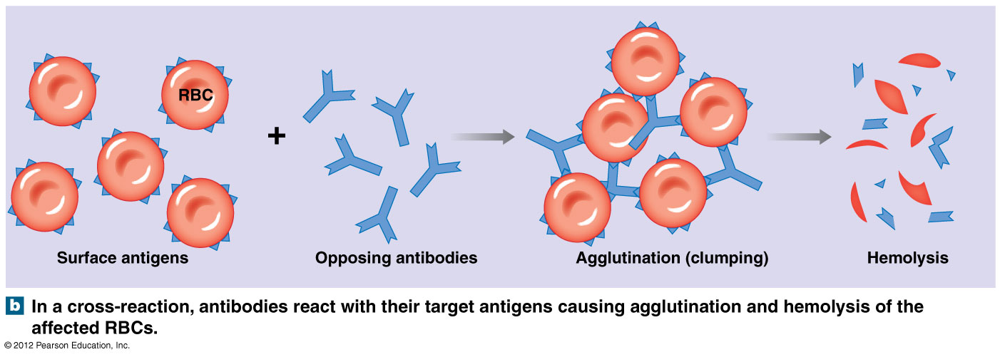 RBC
+
Surface antigens
Opposing antibodies
Agglutination (clumping)
Hemolysis
b In a cross-reaction, antibodies react with their target antigens causing agglutination and hemolysis of the
affected RBCs.
© 2012 Pearson Education, Inc.